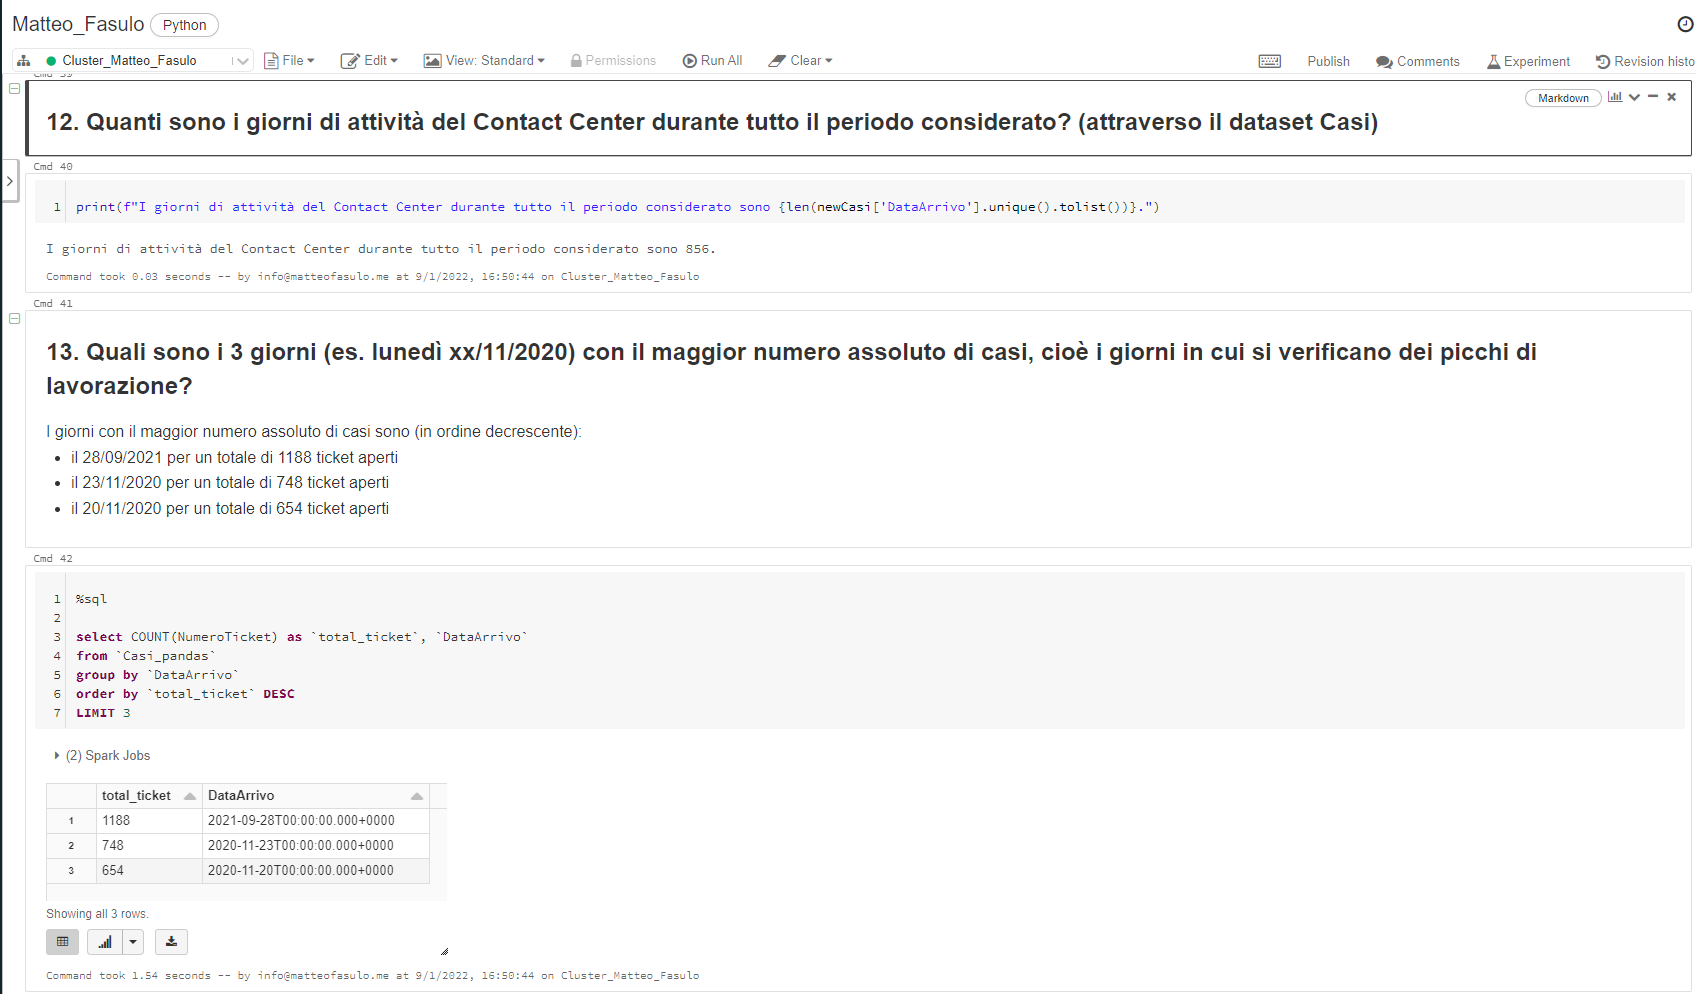 Matteo_Fasulo Python
Cluster_Matteo_Fasulo File Edit View: Standard Permissions Run All Clear Publish Comments Experiment Revision histo
Cmd 39
Markdown
12. Quanti sono i giorni di attività del Contact Center durante tutto il periodo considerato? (attraverso il dataset Casi)
Cmd 40
1 print(f"I giorni di attività del Contact Center durante tutto il periodo considerato sono {len(newCasi['DataArrivo'].unique().tolist())}.")
I giorni di attività del Contact Center durante tutto il periodo considerato sono 856.
Command took 0.03 seconds -- by info@matteofasulo.me at 9/1/2022, 16:50:44 on Cluster_Matteo_Fasulo
Cmd 41
13. Quali sono i 3 giorni (es. lunedì xx/11/2020) con il maggior numero assoluto di casi, cioè i giorni in cui si verificano dei picchi di
lavorazione?
I giorni con il maggior numero assoluto di casi sono (in ordine decrescente):
• il 28/09/2021 per un totale di 1188 ticket aperti
• il 23/11/2020 per un totale di 748 ticket aperti
• il 20/11/2020 per un totale di 654 ticket aperti
Cmd 42
1 %sql
2
3 select COUNT(NumeroTicket) as `total_ticket`, `DataArrivo`
4 from `Casi_pandas`
5 group by `DataArrivo`
6 order by `total_ticket` DESC
7 LIMIT 3
(2) Spark Jobs
total_ticket DataArrivo
1 1188 2021-09-28T00:00:00.000+0000
2 748 2020-11-23T00:00:00.000+0000
3 654 2020-11-20T00:00:00.000+0000
Showing all 3 rows.
Command took 1.54 seconds -- by info@matteofasulo.me at 9/1/2022, 16:50:44 on Cluster_Matteo_Fasulo